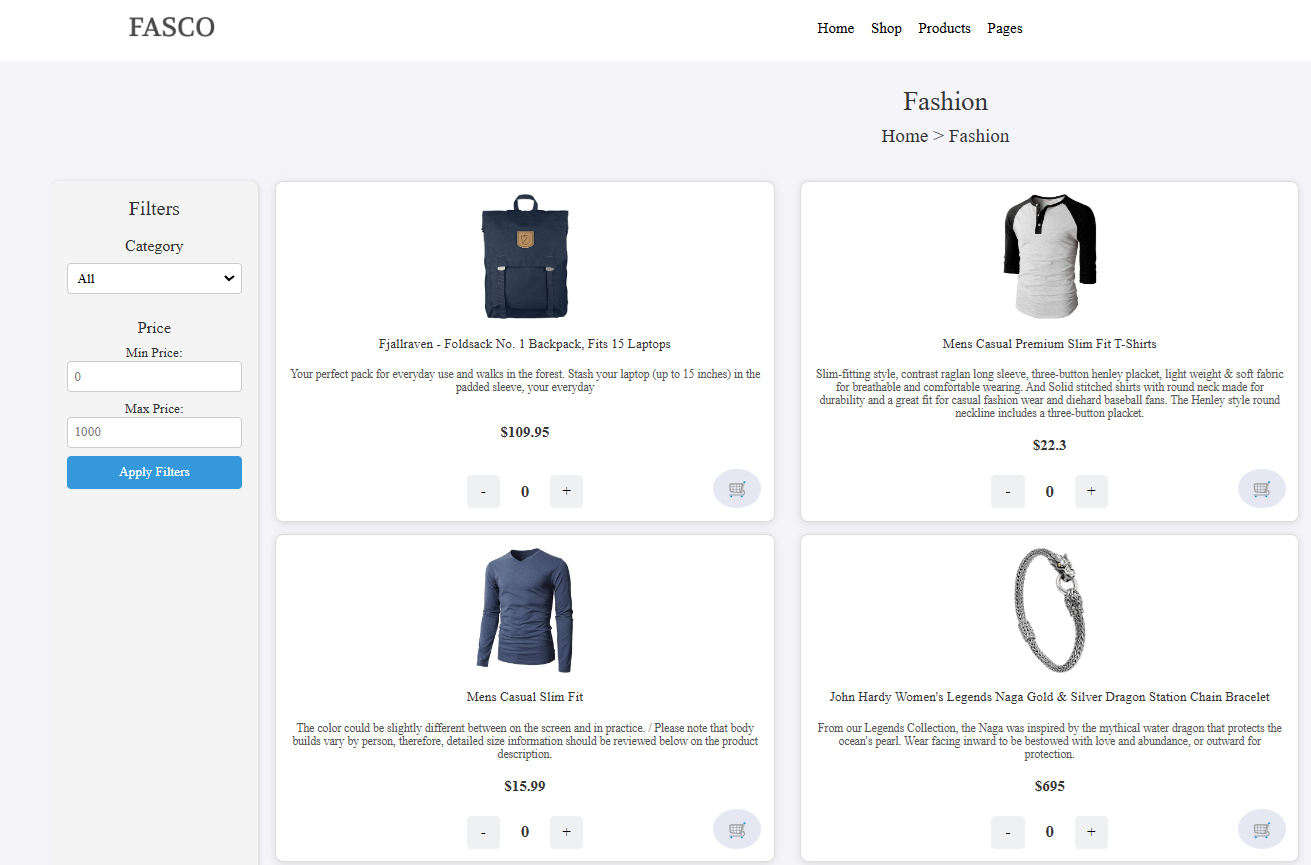 FASCO
Home Shop Products Pages
Fashion
Home > Fashion
Filters
Category
All
Price
Min Price:
0
Max Price:
1000
Apply Filters
Fjallraven - Foldsack No. 1 Backpack, Fits 15 Laptops
Your perfect pack for everyday use and walks in the forest. Stash your laptop (up to 15 inches) in the
padded sleeve, your everyday
$109.95
- 0 +
Mens Casual Premium Slim Fit T-Shirts
Slim-fitting style, contrast raglan long sleeve, three-button henley placket, light weight & soft fabric
for breathable and comfortable wearing. And Solid stitched shirts with round neck made for
durability and a great fit for casual fashion wear and diehard baseball fans. The Henley style round
neckline includes a three-button placket.
$22.3
- 0 +
Mens Casual Slim Fit
The color could be slightly different between on the screen and in practice. / Please note that body
builds vary by person, therefore, detailed size information should be reviewed below on the product
description.
$15.99
- 0 +
John Hardy Women's Legends Naga Gold & Silver Dragon Station Chain Bracelet
From our Legends Collection, the Naga was inspired by the mythical water dragon that protects the
ocean's pearl. Wear facing inward to be bestowed with love and abundance, or outward for
protection.
$695
- 0 +